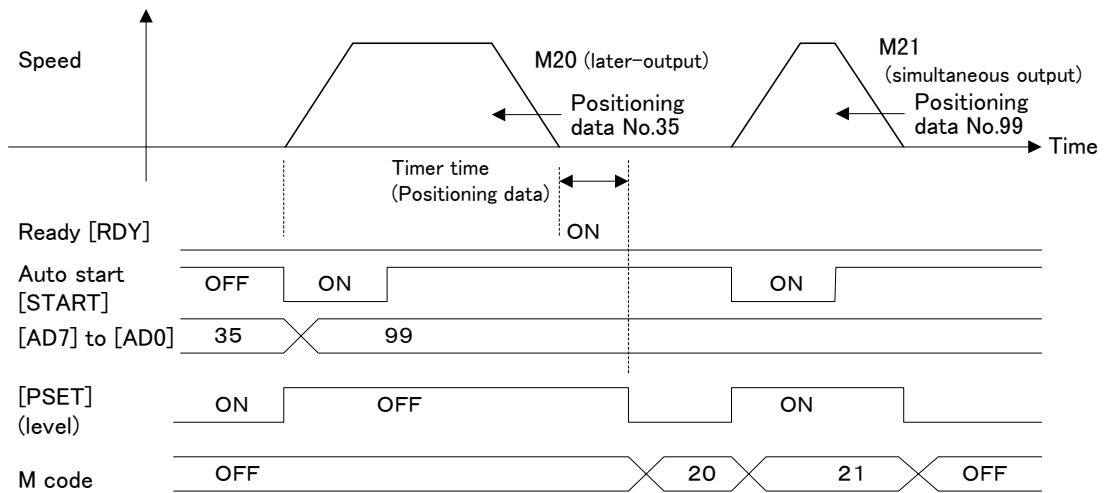 Speed
M20 (later-output)
Positioning
data No.35
M21
(simultaneous output)
Positioning
data No.99
Time
Timer time
(Positioning data)
Ready [RDY]
ON
Auto start
[START]
OFF
ON
ON
[AD7] to [AD0]
35
99
[PSET]
(level)
ON
OFF
ON
M code
OFF
20
21
OFF